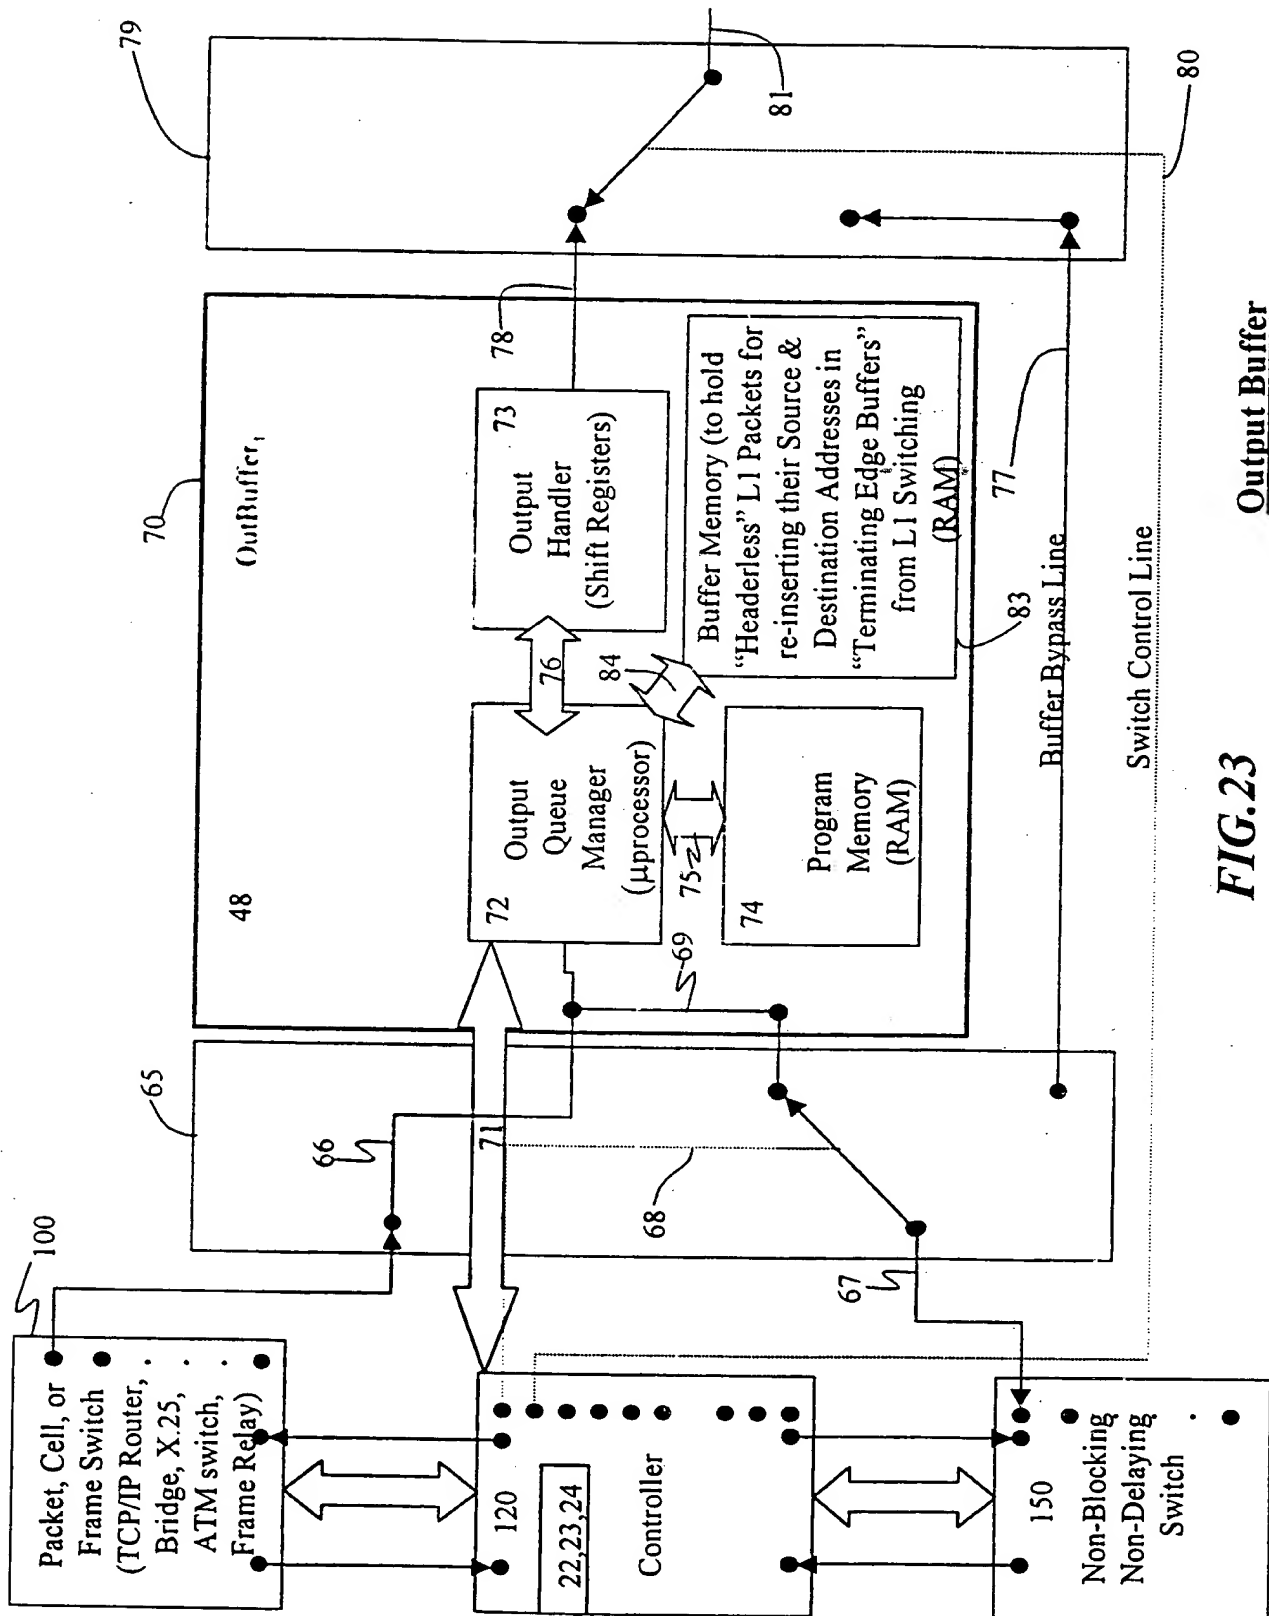 100
Packet, Cell, or
Frame Switch
(TCP/IP Router,
Bridge, X.25,
ATM switch,
Frame Relay)
120
22,23,24
Controller
150
Non-Blocking
Non-Delaying
Switch
65
66
71
68
67
70
OutBuffer1
48
72
Output
Queue
Manager
(µprocessor)
76
73
Output
Handler
(Shift Registers)
78
69
75
84
74
Program
Memory
(RAM)
Buffer Memory (to hold
“Headerless” L1 Packets for
re-inserting their Source &
Destination Addresses in
“Terminating Edge Buffers”
from L1 Switching
(RAM)
83
79
81
80
77
Buffer Bypass Line
Switch Control Line
Output Buffer
FIG.23